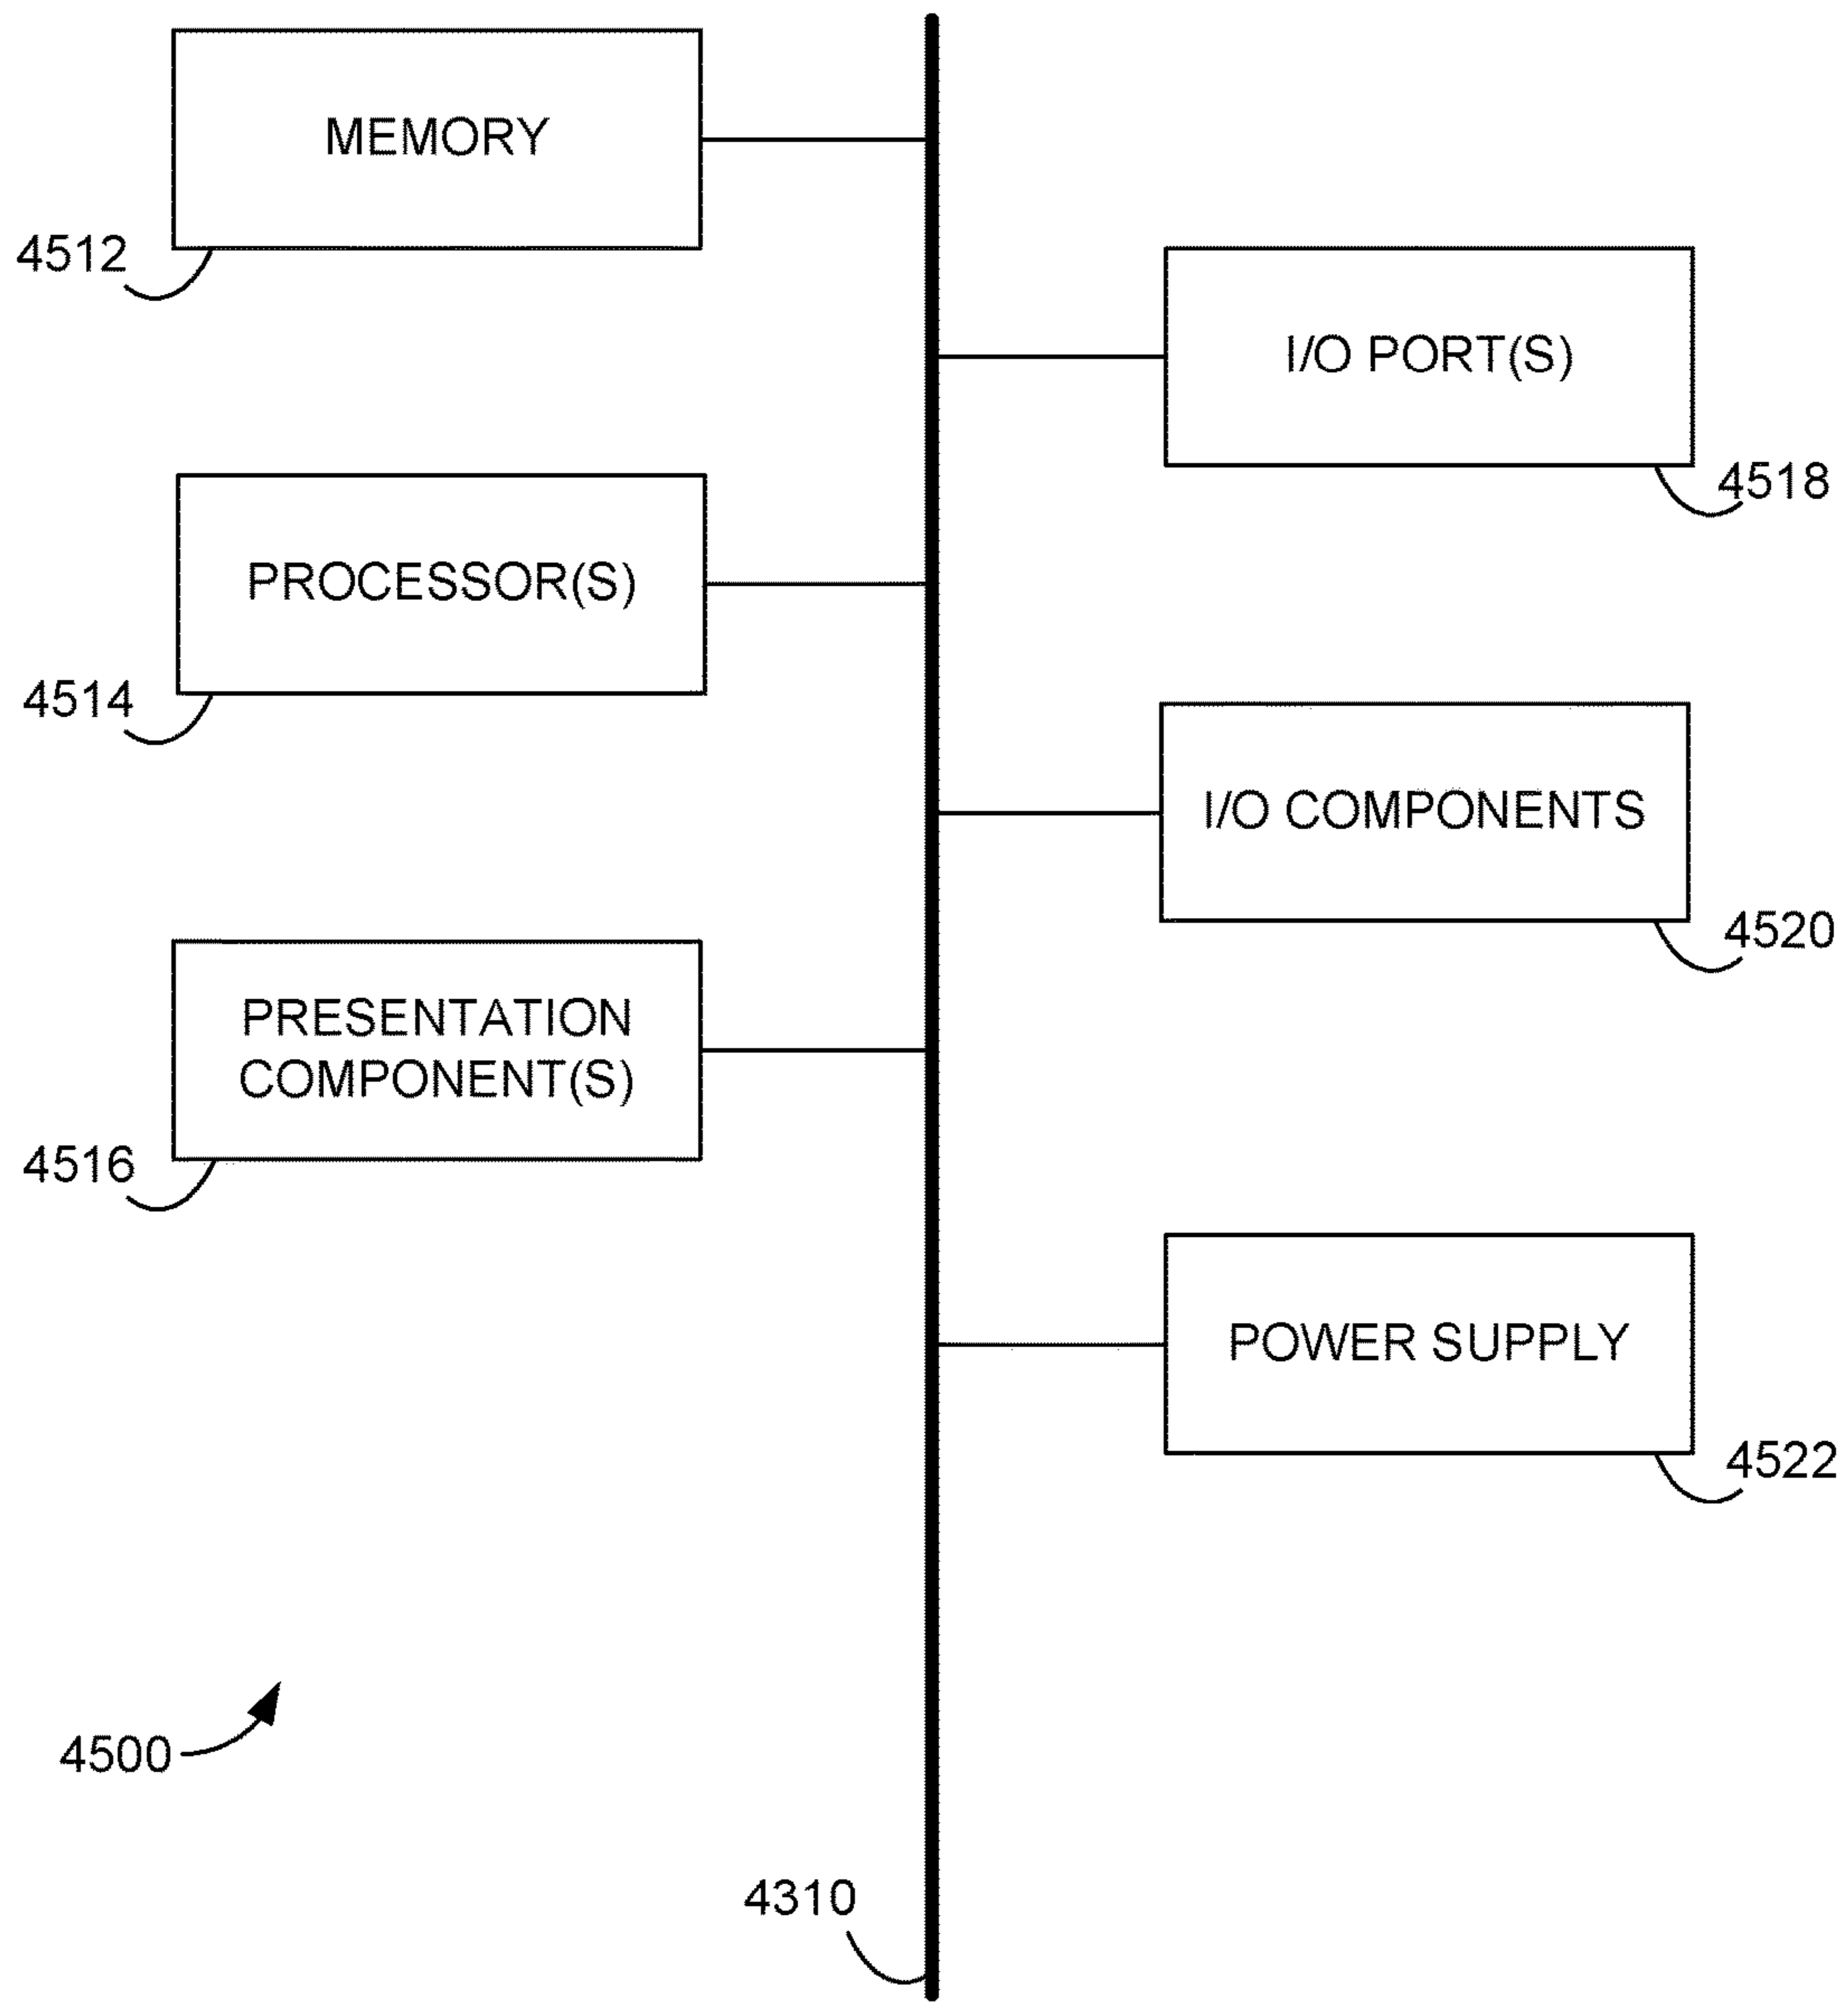 MEMORY
4512
I/O PORT(S)
4518
PROCESSOR(S)
4514
I/O COMPONENTS
4520
PRESENTATION
COMPONENT(S)
4516
POWER SUPPLY
4522
4500
4310